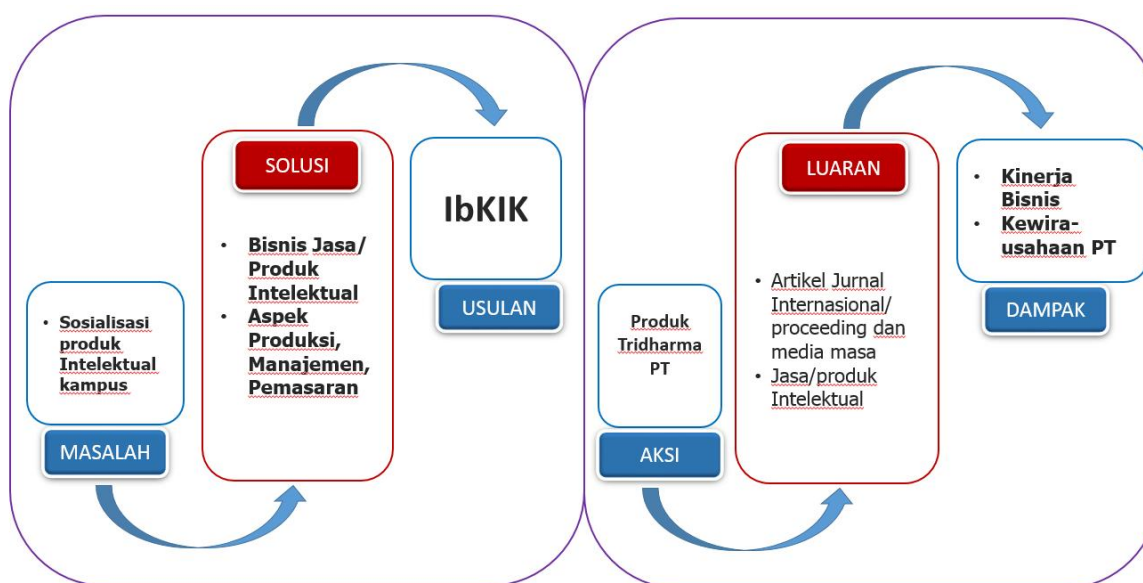 • Sosialisasi
produk
Intelektual
kampus
MASALAH
SOLUSI
• Bisnis Jasa/
Produk
Intelektual
• Aspek
Produksi,
Manajemen,
Pemasaran
IbKIK
USULAN
Produk
Tridharma
PT
AKSI
LUARAN
• Artikel Jurnal
Internasional/
proceeding dan
media masa
• Jasa/produk
Intelektual
• Kinerja
Bisnis
• Kewira-
usahaan PT
DAMPAK